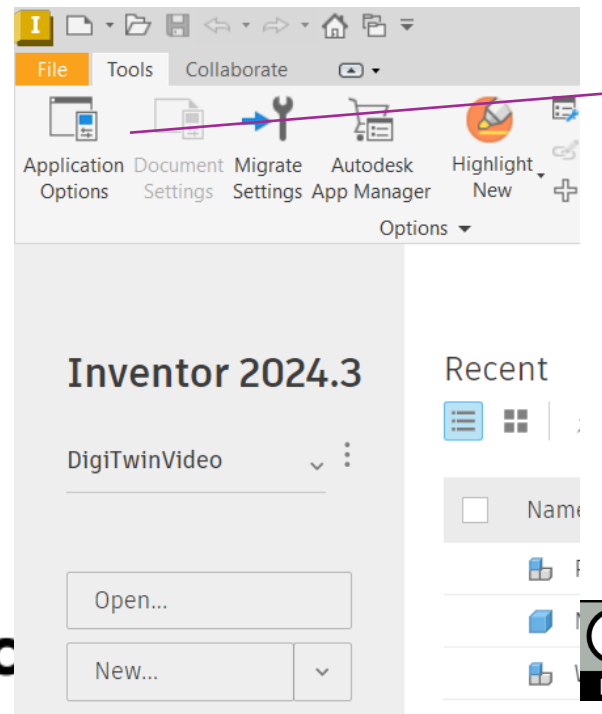 I
File Tools Collaborate
Application Document Migrate Autodesk Highlight
Options Settings Settings App Manager New
Options
Inventor 2024.3 Recent
DigiTwinVideo
Name
Open...
New...